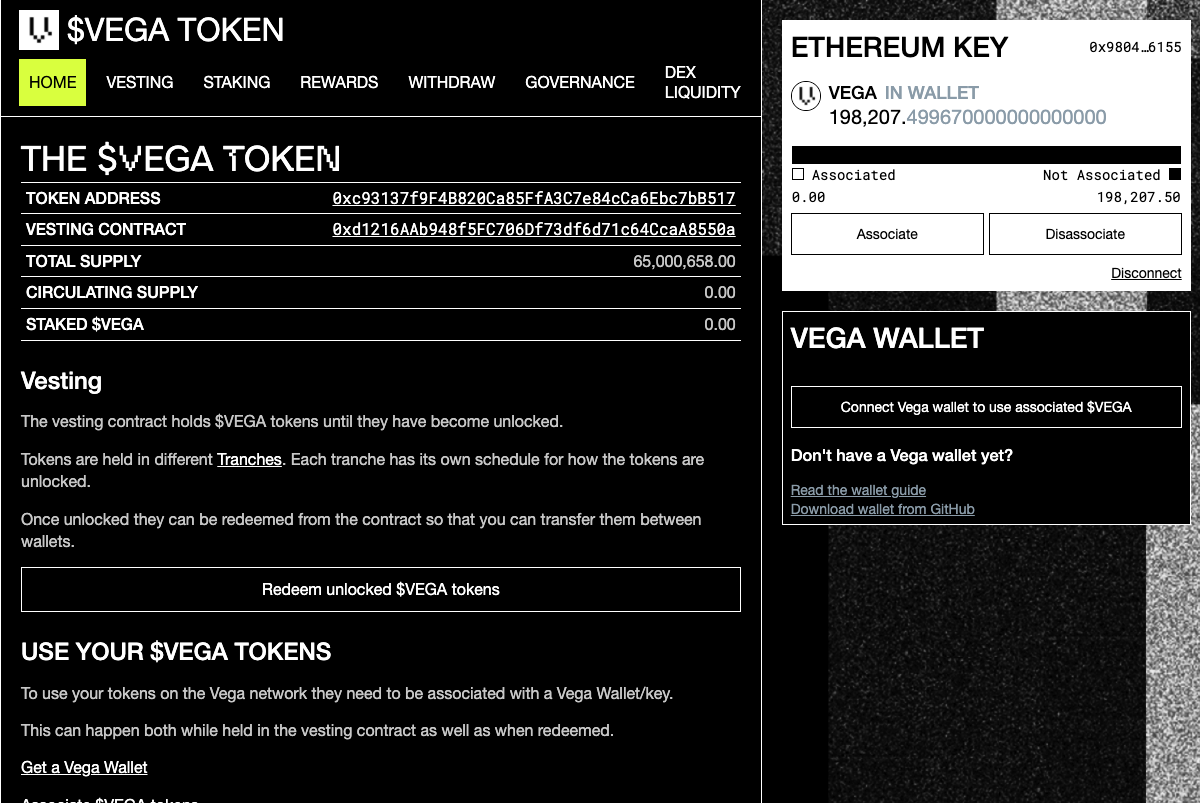 $VEGA TOKEN
HOME
VESTING
STAKING
REWARDS
WITHDRAW
GOVERNANCE
DEX
LIQUIDITY
THE $VEGA TOKEN
TOKEN ADDRESS 0xc93137f9F4B820Ca85FfA3C7e84cCa6Ebc7bB517
VESTING CONTRACT 0xd1216AAb948f5FC706Df73df6d71c64CcaA8550a
TOTAL SUPPLY 65,000,658.00
CIRCULATING SUPPLY 0.00
STAKED $VEGA 0.00
Vesting
The vesting contract holds $VEGA tokens until they have become unlocked.
Tokens are held in different Tranches. Each tranche has its own schedule for how the tokens are
unlocked.
Once unlocked they can be redeemed from the contract so that you can transfer them between
wallets.
Redeem unlocked $VEGA tokens
USE YOUR $VEGA TOKENS
To use your tokens on the Vega network they need to be associated with a Vega Wallet/key.
This can happen both while held in the vesting contract as well as when redeemed.
Get a Vega Wallet
Associate $VEGA tokens
ETHEREUM KEY 0x9804…6155
VEGA IN WALLET
198,207.499670000000000000
Associated Not Associated
0.00 198,207.50
Associate Disassociate
Disconnect
VEGA WALLET
Connect Vega wallet to use associated $VEGA
Don't have a Vega wallet yet?
Read the wallet guide
Download wallet from GitHub